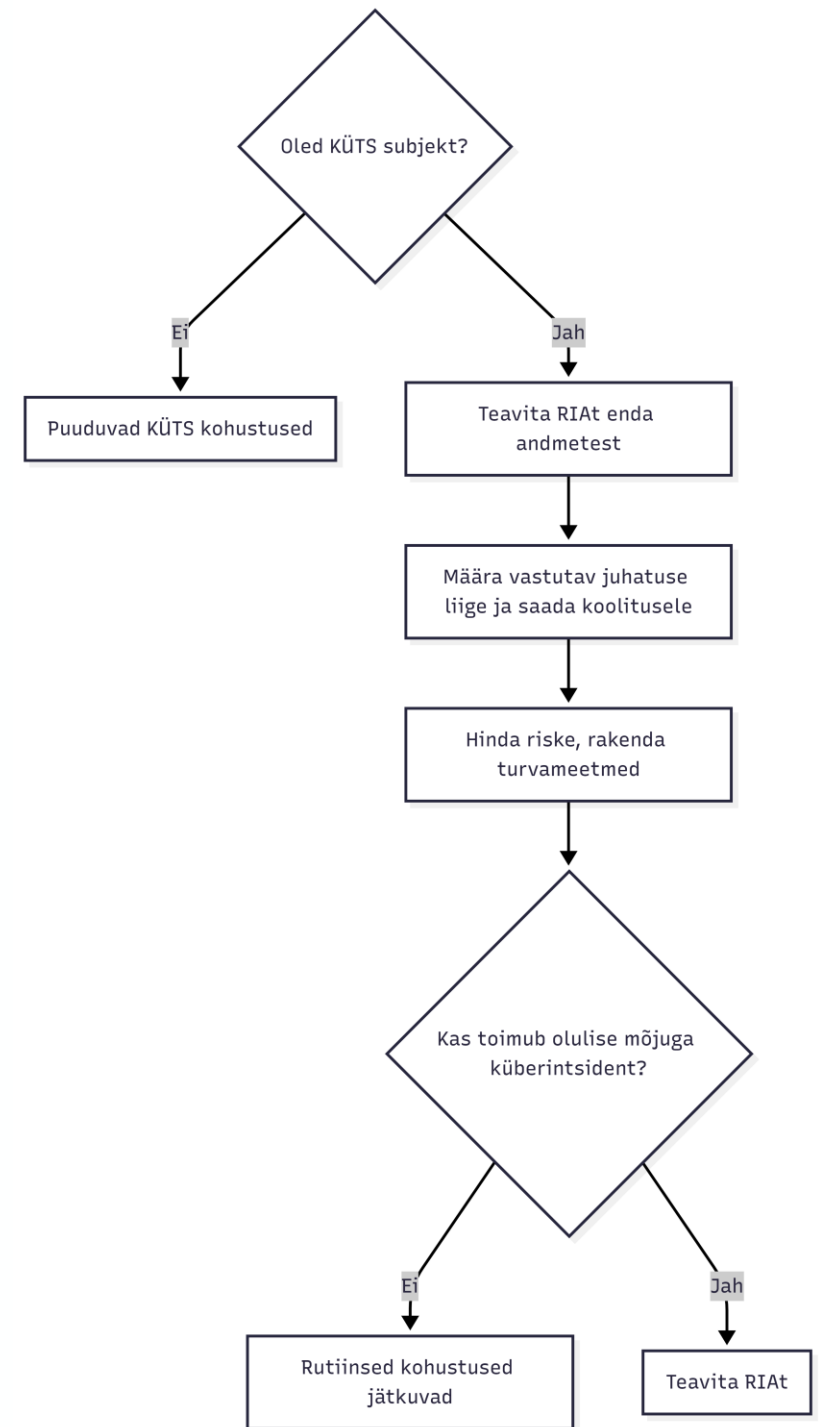 Oled KÜTS subjekt?
Ei
Jah
Puuduvad KÜTS kohustused
Teavita RIAt enda
andmetest
Määra vastutav juhatuse
liige ja saada koolitusele
Hinda riske, rakenda
turvameetmed
Kas toimub olulise mõjuga
küberintsident?
Ei
Jah
Rutiinsed kohustused
jätkuvad
Teavita RIAt